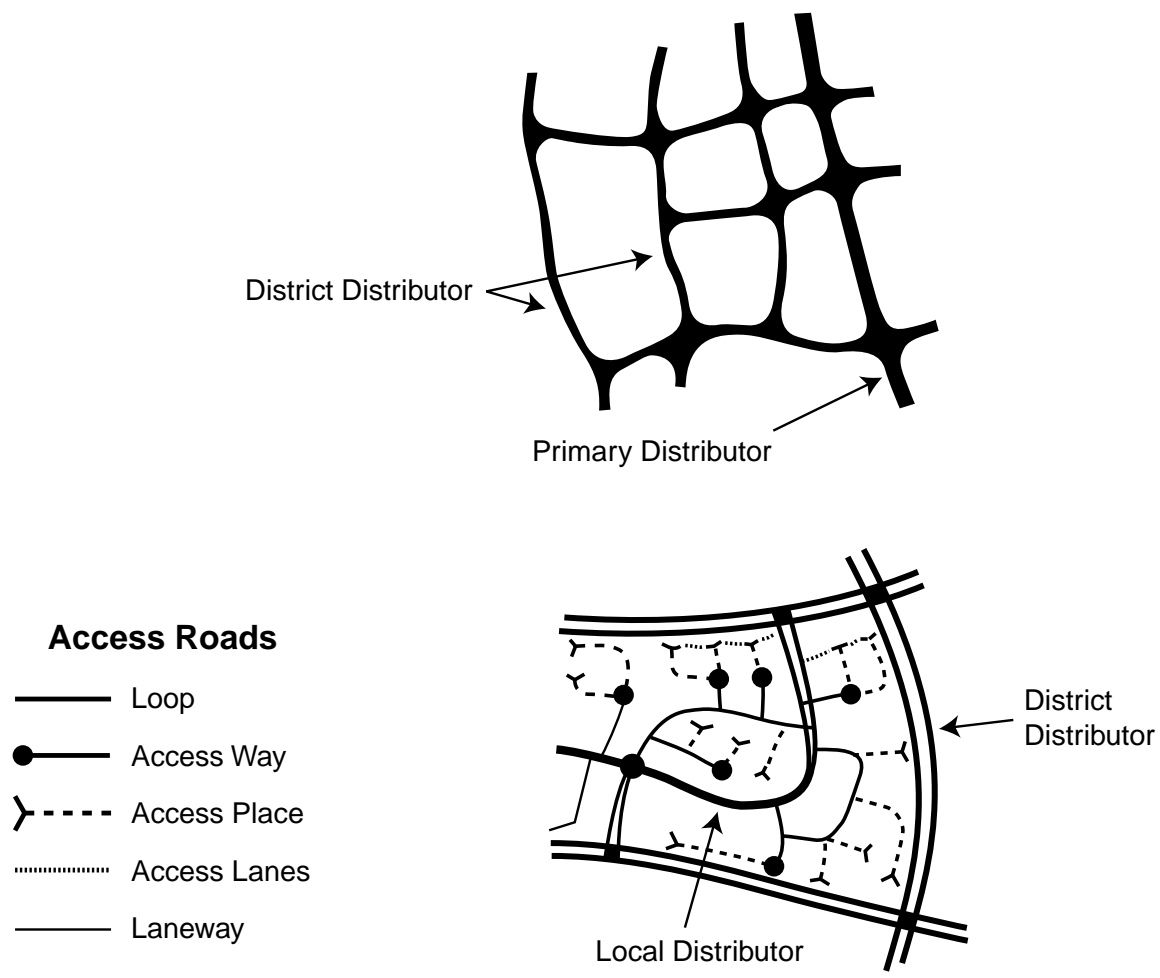 District Distributor
Primary Distributor
Access Roads
Loop
Access Way
Access Place
Access Lanes
Laneway
District
Distributor
Local Distributor